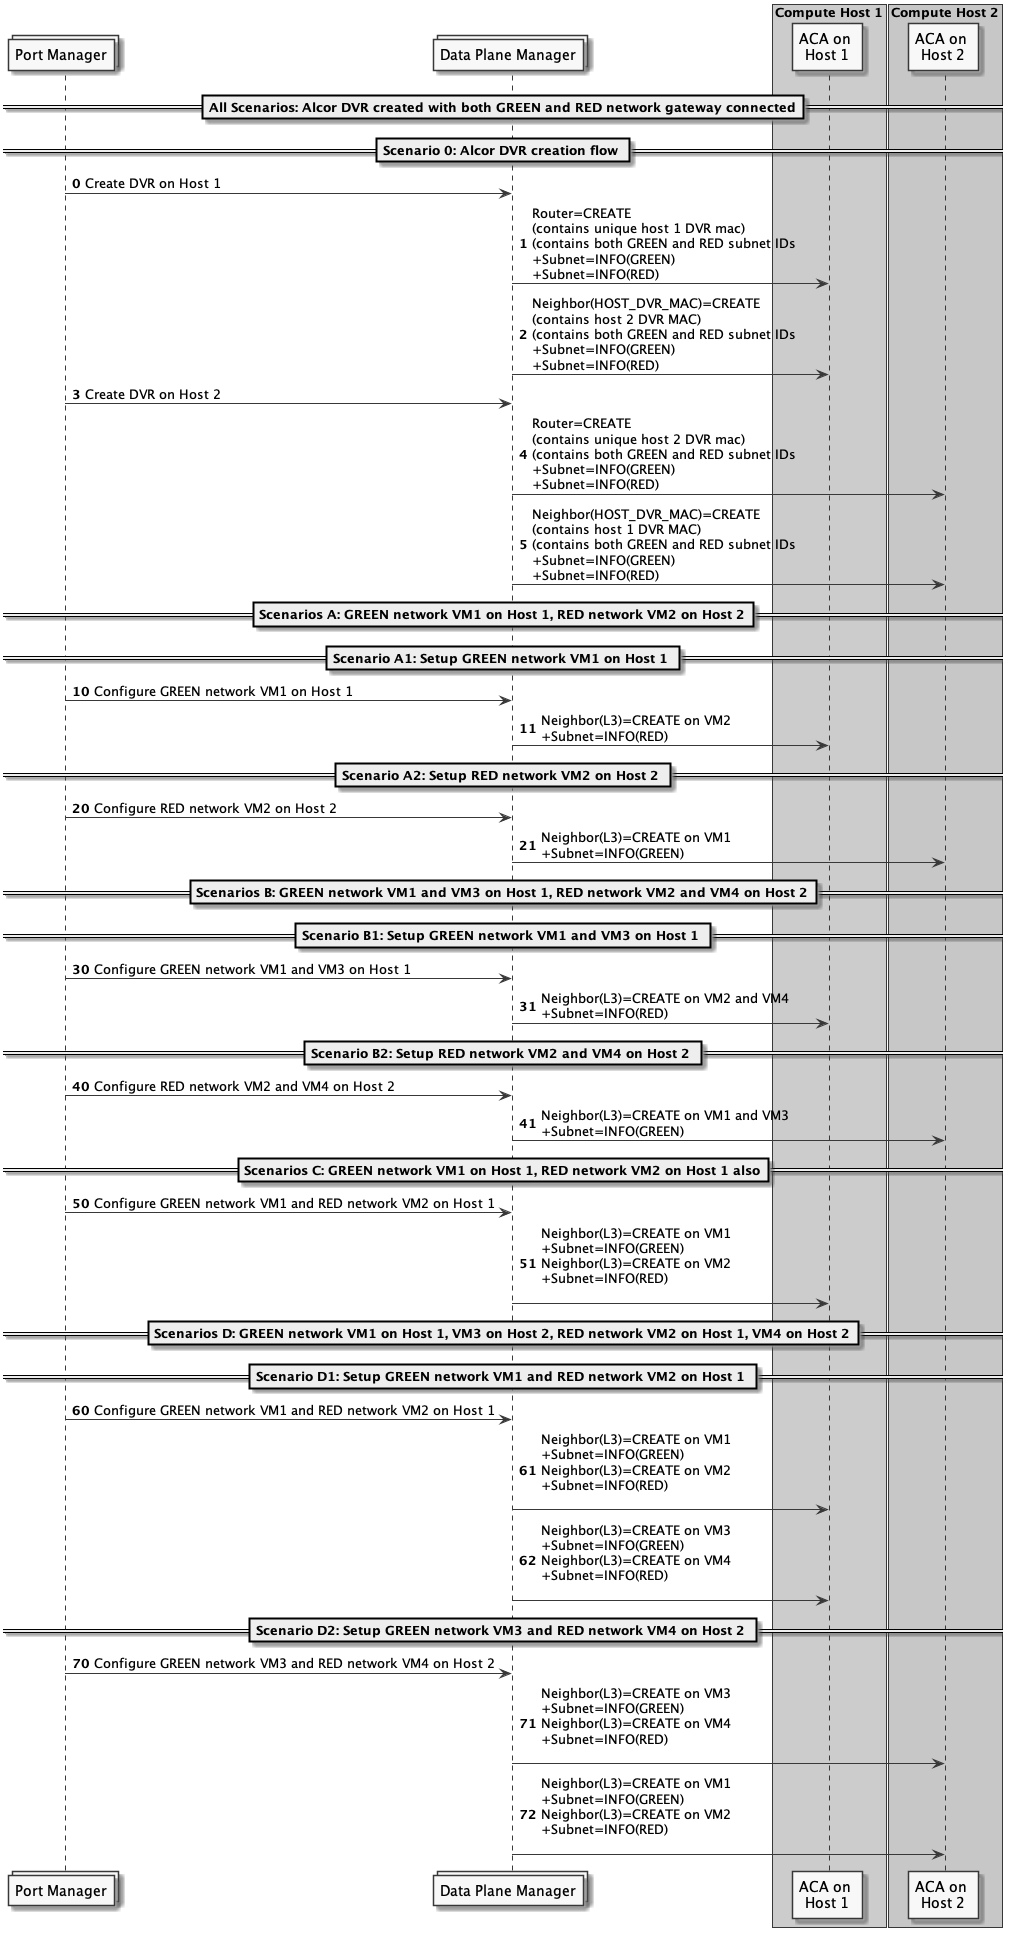 Compute Host 1
Compute Host 2
Port Manager
Data Plane Manager
ACA on
Host 1
ACA on
Host 2
All Scenarios: Alcor DVR created with both GREEN and RED network gateway connected
Scenario 0: Alcor DVR creation flow
0 Create DVR on Host 1
Router=CREATE
(contains unique host 1 DVR mac)
1 (contains both GREEN and RED subnet IDs
+Subnet=INFO(GREEN)
+Subnet=INFO(RED)
Neighbor(HOST_DVR_MAC)=CREATE
(contains host 2 DVR MAC)
2 (contains both GREEN and RED subnet IDs
+Subnet=INFO(GREEN)
+Subnet=INFO(RED)
3 Create DVR on Host 2
Router=CREATE
(contains unique host 2 DVR mac)
4 (contains both GREEN and RED subnet IDs
+Subnet=INFO(GREEN)
+Subnet=INFO(RED)
Neighbor(HOST_DVR_MAC)=CREATE
(contains host 1 DVR MAC)
5 (contains both GREEN and RED subnet IDs
+Subnet=INFO(GREEN)
+Subnet=INFO(RED)
Scenarios A: GREEN network VM1 on Host 1, RED network VM2 on Host 2
Scenario A1: Setup GREEN network VM1 on Host 1
10 Configure GREEN network VM1 on Host 1
11 Neighbor(L3)=CREATE on VM2
+Subnet=INFO(RED)
Scenario A2: Setup RED network VM2 on Host 2
20 Configure RED network VM2 on Host 2
21 Neighbor(L3)=CREATE on VM1
+Subnet=INFO(GREEN)
Scenarios B: GREEN network VM1 and VM3 on Host 1, RED network VM2 and VM4 on Host 2
Scenario B1: Setup GREEN network VM1 and VM3 on Host 1
30 Configure GREEN network VM1 and VM3 on Host 1
31 Neighbor(L3)=CREATE on VM2 and VM4
+Subnet=INFO(RED)
Scenario B2: Setup RED network VM2 and VM4 on Host 2
40 Configure RED network VM2 and VM4 on Host 2
41 Neighbor(L3)=CREATE on VM1 and VM3
+Subnet=INFO(GREEN)
Scenarios C: GREEN network VM1 on Host 1, RED network VM2 on Host 1 also
50 Configure GREEN network VM1 and RED network VM2 on Host 1
Neighbor(L3)=CREATE on VM1
+Subnet=INFO(GREEN)
51 Neighbor(L3)=CREATE on VM2
+Subnet=INFO(RED)
Scenarios D: GREEN network VM1 on Host 1, VM3 on Host 2, RED network VM2 on Host 1, VM4 on Host 2
Scenario D1: Setup GREEN network VM1 and RED network VM2 on Host 1
60 Configure GREEN network VM1 and RED network VM2 on Host 1
Neighbor(L3)=CREATE on VM1
+Subnet=INFO(GREEN)
61 Neighbor(L3)=CREATE on VM2
+Subnet=INFO(RED)
Neighbor(L3)=CREATE on VM3
+Subnet=INFO(GREEN)
62 Neighbor(L3)=CREATE on VM4
+Subnet=INFO(RED)
Scenario D2: Setup GREEN network VM3 and RED network VM4 on Host 2
70 Configure GREEN network VM3 and RED network VM4 on Host 2
Neighbor(L3)=CREATE on VM3
+Subnet=INFO(GREEN)
71 Neighbor(L3)=CREATE on VM4
+Subnet=INFO(RED)
Neighbor(L3)=CREATE on VM1
+Subnet=INFO(GREEN)
72 Neighbor(L3)=CREATE on VM2
+Subnet=INFO(RED)
Port Manager
Data Plane Manager
ACA on
Host 1
ACA on
Host 2